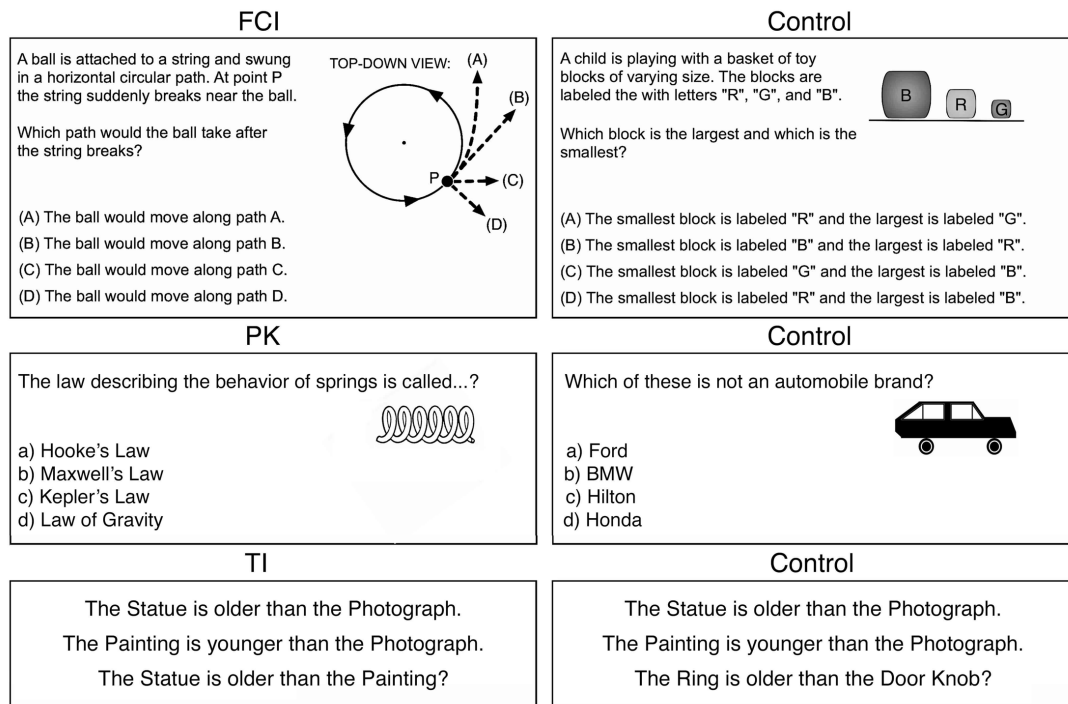 FCI
A ball is attached to a string and swung
in a horizontal circular path. At point P
the string suddenly breaks near the ball.
Which path would the ball take after
the string breaks?
TOP-DOWN VIEW:
(A)
(B)
P
(C)
(D)
(A) The ball would move along path A.
(B) The ball would move along path B.
(C) The ball would move along path C.
(D) The ball would move along path D.
Control
A child is playing with a basket of toy
blocks of varying size. The blocks are
labeled the with letters "R", "G", and "B".
Which block is the largest and which is the
smallest?
B R G
(A) The smallest block is labeled "R" and the largest is labeled "G".
(B) The smallest block is labeled "B" and the largest is labeled "R".
(C) The smallest block is labeled "G" and the largest is labeled "B".
(D) The smallest block is labeled "R" and the largest is labeled "B".
PK
The law describing the behavior of springs is called...?
a) Hooke's Law
b) Maxwell's Law
c) Kepler's Law
d) Law of Gravity
Control
Which of these is not an automobile brand?
a) Ford
b) BMW
c) Hilton
d) Honda
TI
The Statue is older than the Photograph.
The Painting is younger than the Photograph.
The Statue is older than the Painting?
Control
The Statue is older than the Photograph.
The Painting is younger than the Photograph.
The Ring is older than the Door Knob?